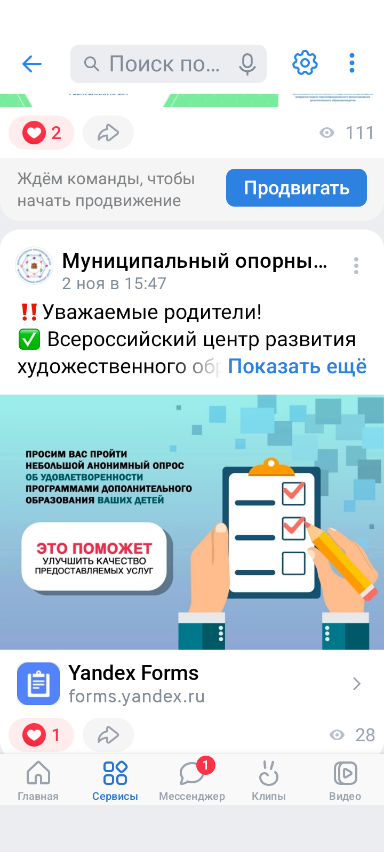 Поиск по...
2
111
Ждём команды, чтобы
начать продвижение
Продвигать
Муниципальный опорны...
2 ноя в 15:47
‼️Уважаемые родители!
✅ Всероссийский центр развития
художественного об Показать ещё
ПРОСИМ ВАС ПРОЙТИ
НЕБОЛЬШОЙ АНОНИМНЫЙ ОПРОС
ОБ УДОВЛЕТВОРЕННОСТИ
ПРОГРАММАМИ ДОПОЛНИТЕЛЬНОГО
ОБРАЗОВАНИЯ ВАШИХ ДЕТЕЙ
ЭТО ПОМОЖЕТ
УЛУЧШИТЬ КАЧЕСТВО
ПРЕДОСТАВЛЯЕМЫХ УСЛУГ
Yandex Forms
forms.yandex.ru
1
28
1
Главная Сервисы Мессенджер Клипы Видео